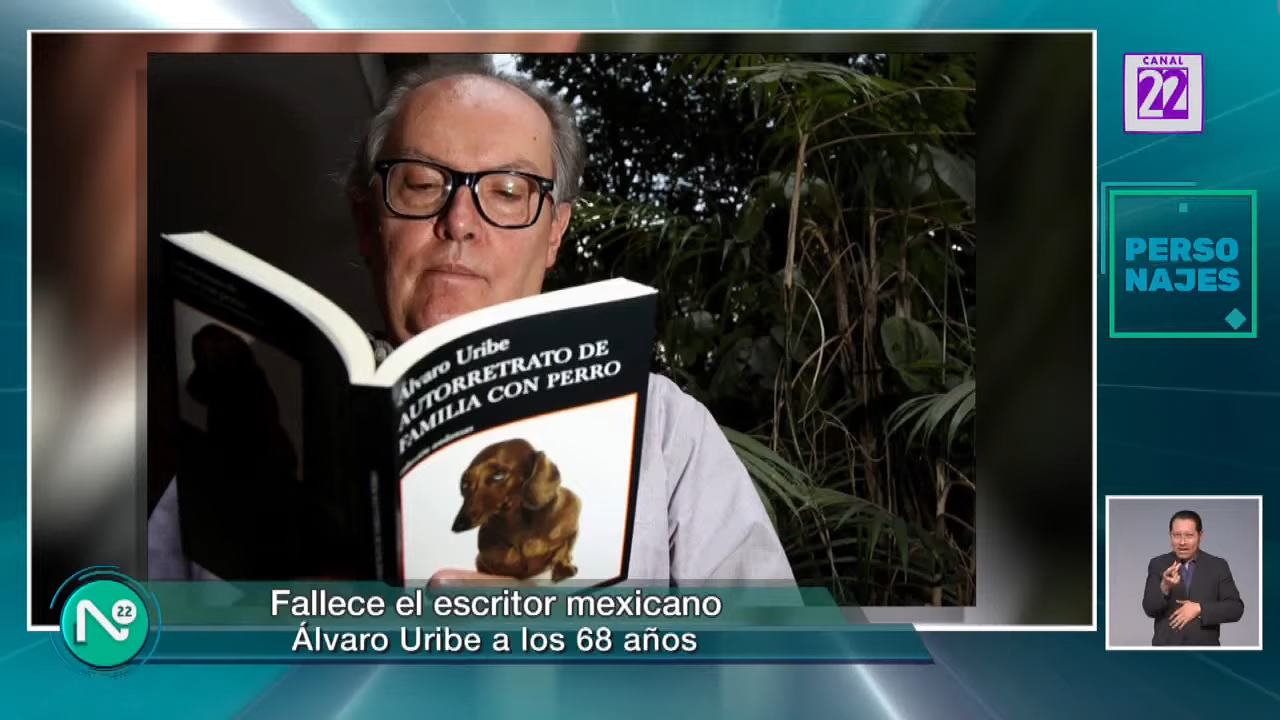 CANAL
22
PERSO
NAJES
Álvaro Uribe
AUTORRETRATO DE
FAMILIA CON PERRO
N22
Fallece el escritor mexicano
Álvaro Uribe a los 68 años